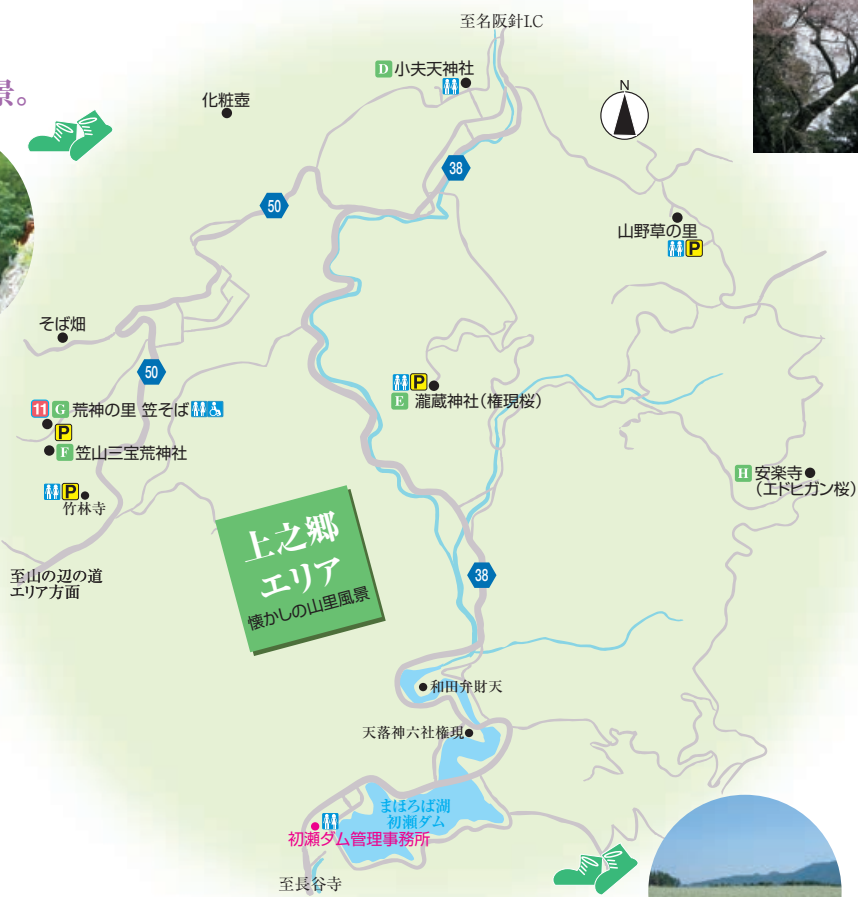 至名阪針I.C
D 小夫天神社
景。
化粧壺
N
38
50
山野草の里
P
そば畑
50
P
E 瀧蔵神社(権現桜)
11 G 荒神の里 笠そば
P
F 笠山三宝荒神社
H 安楽寺
(エドヒガン桜)
P
竹林寺
上之郷
エリア
懐かしの山里風景
至山の辺の道
エリア方面
38
和田弁財天
天落神六社権現
まほろば湖
初瀬ダム
初瀬ダム管理事務所
至長谷寺